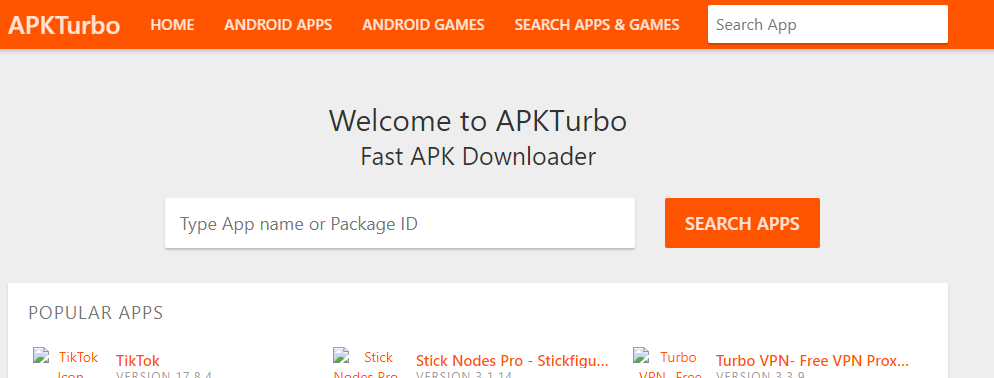 APKTurbo HOME ANDROID APPS ANDROID GAMES SEARCH APPS & GAMES Search App
Welcome to APKTurbo
Fast APK Downloader
Type App name or Package ID SEARCH APPS
POPULAR APPS
TikTok TikTok Stick Stick Nodes Pro - Stickfigu... Turbo Turbo VPN- Free VPN Prox...
Icon VERSION 17.8.4 Nodes Pro VERSION 3.1.14 VPN- Free VERSION 3.3.9